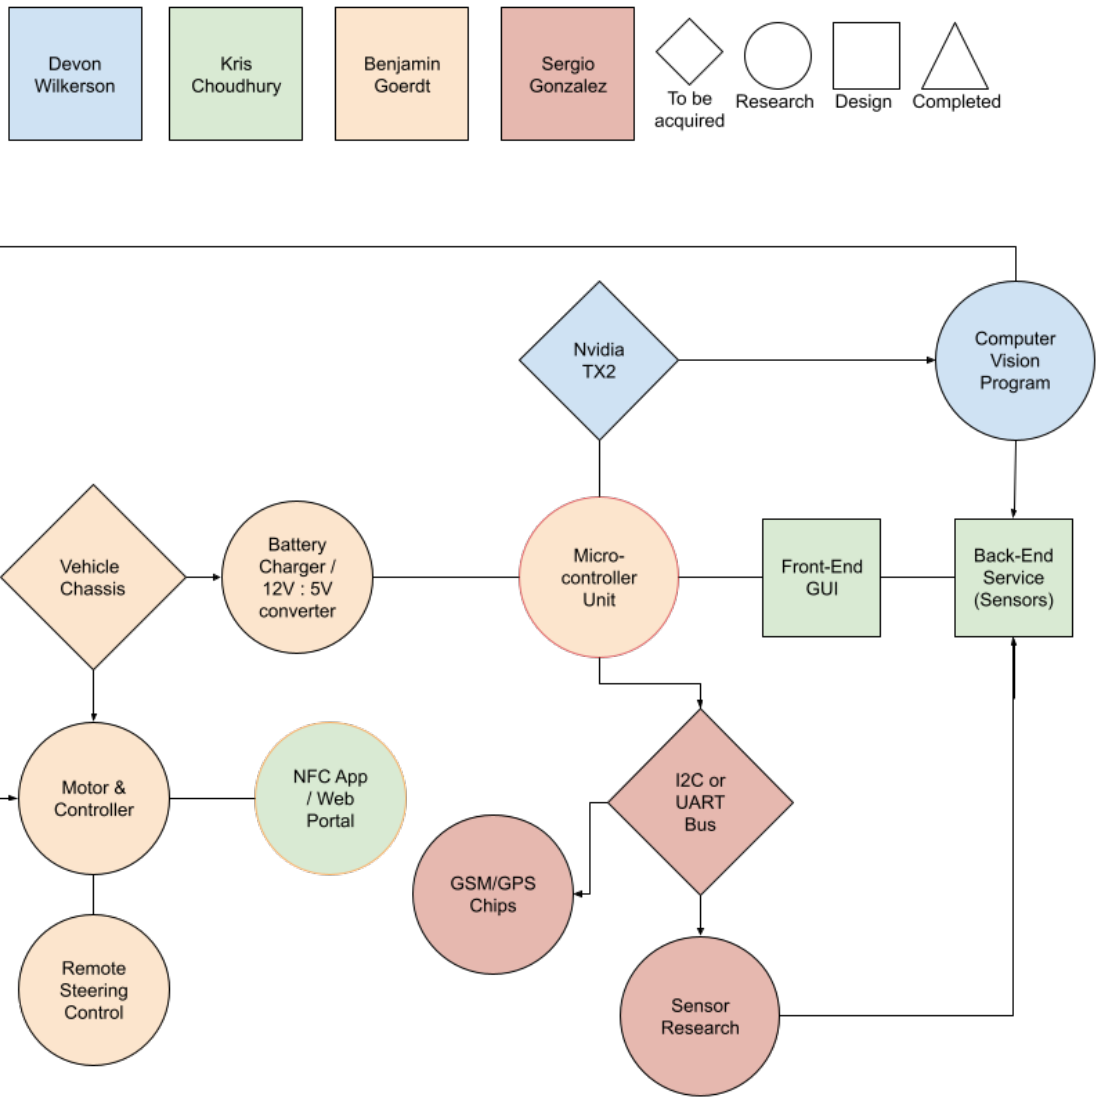 Devon
Wilkerson
Kris
Choudhury
Benjamin
Goerdt
Sergio
Gonzalez
To be
acquired
Research
Design
Completed
Nvidia
TX2
Computer
Vision
Program
Vehicle
Chassis
Battery
Charger /
12V : 5V
converter
Micro-
controller
Unit
Front-End
GUI
Back-End
Service
(Sensors)
Motor &
Controller
NFC App
/ Web
Portal
I2C or
UART
Bus
GSM/GPS
Chips
Remote
Steering
Control
Sensor
Research